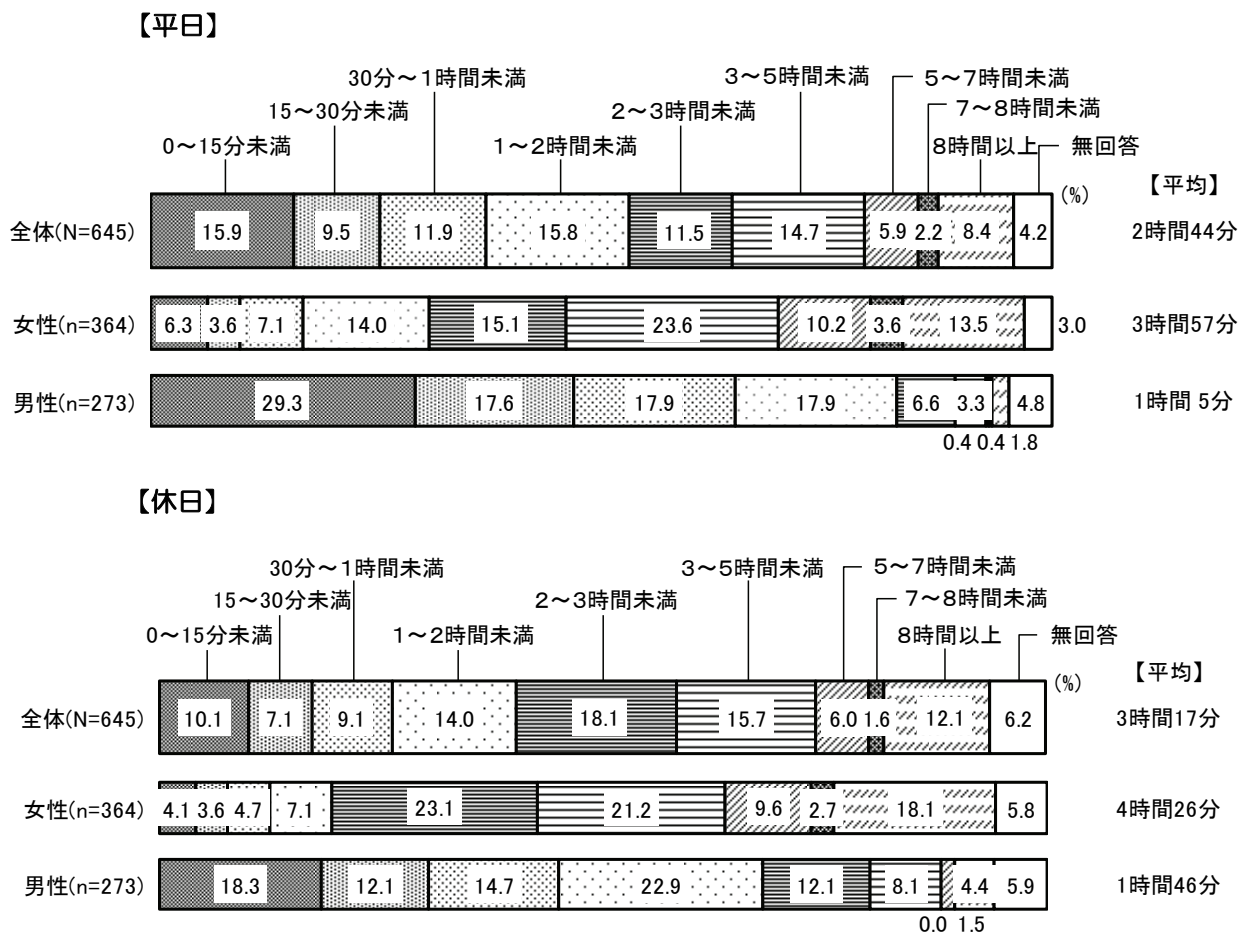 【平日】
3～5時間未満
5～7時間未満
30分～1時間未満
7～8時間未満
15～30分未満
2～3時間未満
0～15分未満
1～2時間未満
8時間以上
無回答
(%)
【平均】
全体(N=645) 15.9 9.5 11.9 15.8 11.5 14.7 5.9 2.2 8.4 4.2 2時間44分
女性(n=364) 6.3 3.6 7.1 14.0 15.1 23.6 10.2 3.6 13.5 3.0 3時間57分
男性(n=273) 29.3 17.6 17.9 17.9 6.6 3.3 4.8 1時間 5分
0.4 0.4 1.8
【休日】
30分～1時間未満
3～5時間未満
5～7時間未満
15～30分未満
2～3時間未満
7～8時間未満
0～15分未満
1～2時間未満
8時間以上
無回答
(%)
【平均】
全体(N=645) 10.1 7.1 9.1 14.0 18.1 15.7 6.0 1.6 12.1 6.2 3時間17分
女性(n=364) 4.1 3.6 4.7 7.1 23.1 21.2 9.6 2.7 18.1 5.8 4時間26分
男性(n=273) 18.3 12.1 14.7 22.9 12.1 8.1 4.4 5.9 1時間46分
0.0 1.5